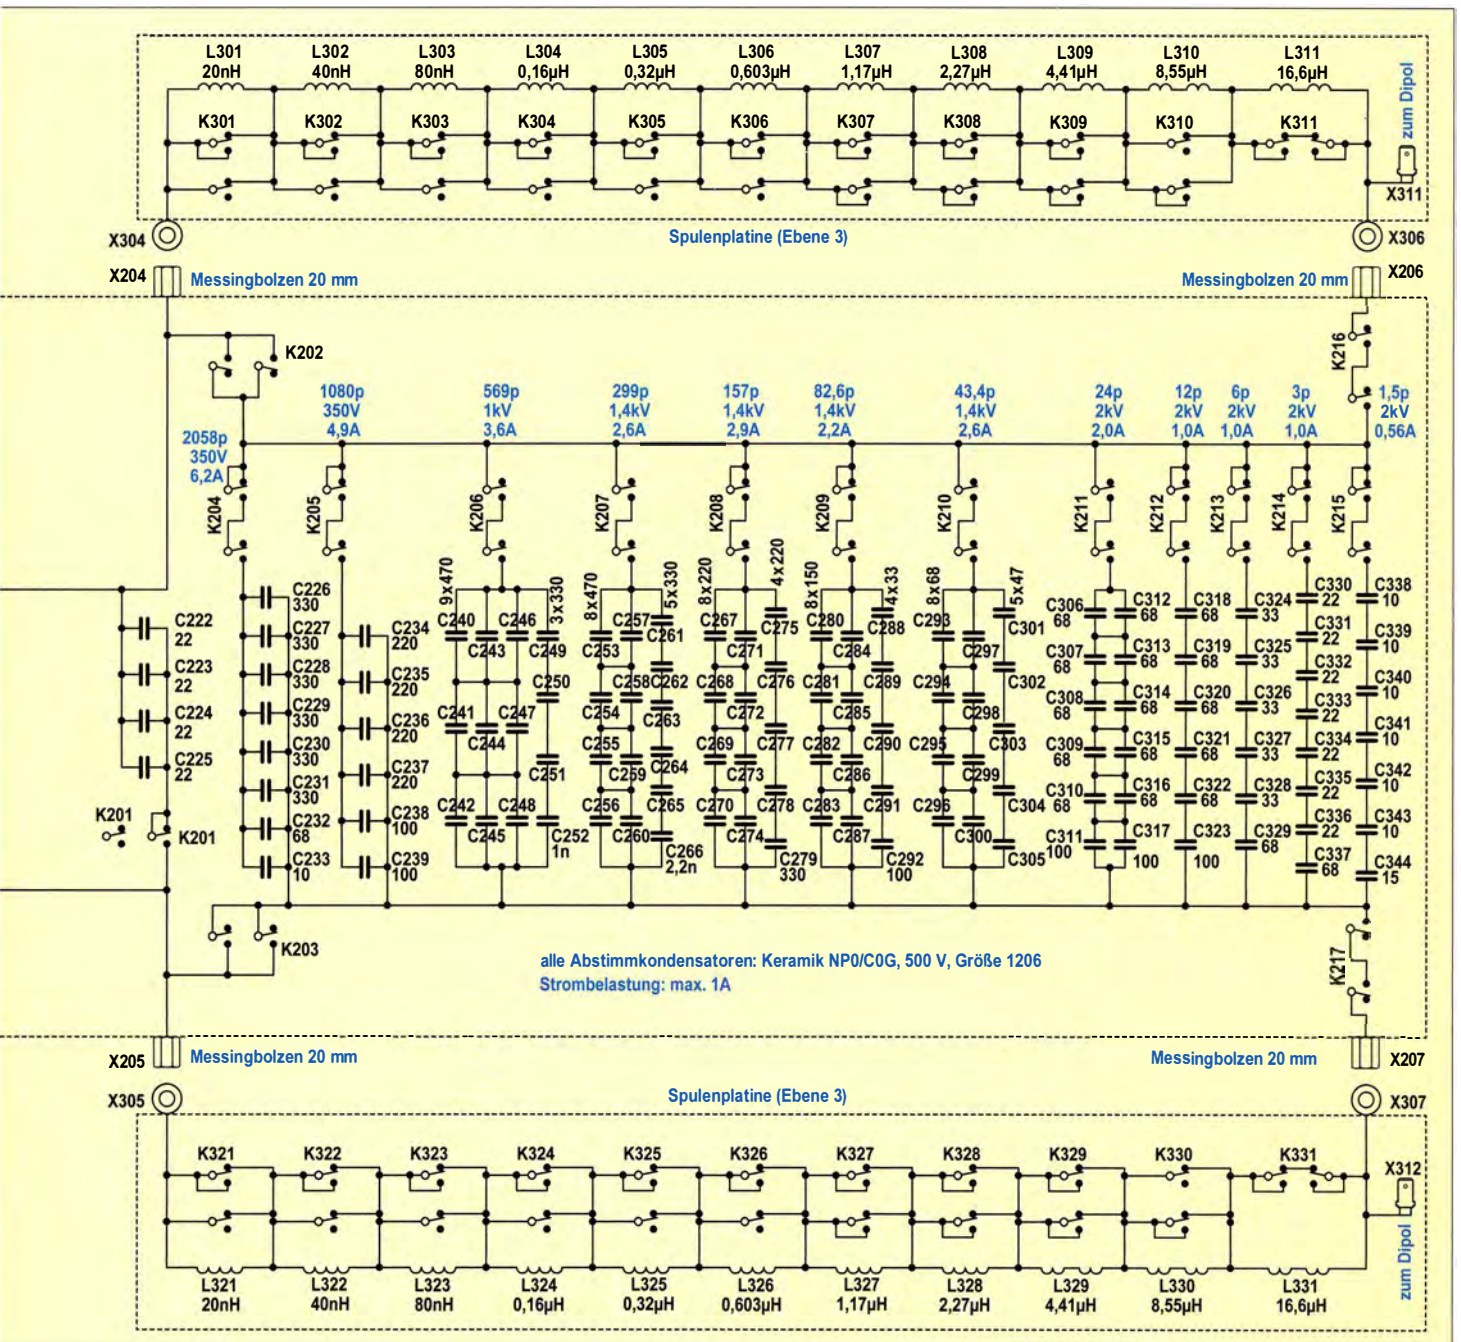 L301 L302 L303 L304 L305 L306 L307 L308 L309 L310 L311
20nH 40nH 80nH 0,16µH 0,32µH 0,603µH 1,17µH 2,27µH 4,41µH 8,55µH 16,6µH
zum Dipol
K301 K302 K303 K304 K305 K306 K307 K308 K309 K310 K311
X311
X304 Spulenplatine (Ebene 3) X306
X204 Messingbolzen 20 mm Messingbolzen 20 mm X206
K202 K216
2058p 1080p 569p 299p 157p 82,6p 43,4p 24p 12p 6p 3p 1,5p
350V 350V 1kV 1,4kV 1,4kV 1,4kV 1,4kV 2kV 2kV 2kV 2kV 2kV
6,2A 4,9A 3,6A 2,6A 2,9A 2,2A 2,6A 2,0A 1,0A 1,0A 1,0A 0,56A
K204 K205 K206 K207 K208 K209 K210 K211 K212 K213 K214 K215
9x470 3x330 8x470 5x330 8x220 4x220 8x150 4x33 8x68 5x47
C222
22
C223
22
C224
22
C225
22
K201 K201
C226
330
C227
330
C228
330
C229
330
C230
330
C231
330
C232
68
C233
10
C234
220
C235
220
C236
220
C237
220
C238
100
C239
100
C240 C246
C243 C249
C250
C241 C247
C244
C251
C242 C248
C245 C252
1n
C257
C253 C261
C258 C262
C254 C263
C255
C259 C264
C256 C265
C260 C266
2,2n
C267 C275
C271
C268 C276
C272
C269 C277
C273
C270 C278
C274 C279
330
C280 C288
C284
C281 C289
C285
C282 C290
C286
C283 C291
C287 C292
100
C293 C301
C297
C294 C302
C298
C295 C303
C299
C296 C304
C300 C305
C306 68
C307
68
C308
68
C309
68
C310
68
C311
100
C312
68
C313
68
C314
68
C315
68
C316
68
C317
100
C318
68
C319
68
C320
68
C321
68
C322
68
C323
100
C324
33
C325
33
C326
33
C327
33
C328
33
C329
68
C330
22
C331
22
C332
22
C333
22
C334
22
C335
22
C336
22
C337
68
C338
10
C339
10
C340
10
C341
10
C342
10
C343
10
C344
15
K203 K217
alle Abstimmkondensatoren: Keramik NP0/C0G, 500 V, Größe 1206
Strombelastung: max. 1A
X205 Messingbolzen 20 mm Messingbolzen 20 mm X207
X305 Spulenplatine (Ebene 3) X307
K321 K322 K323 K324 K325 K326 K327 K328 K329 K330 K331
X312
zum Dipol
L321 L322 L323 L324 L325 L326 L327 L328 L329 L330 L331
20nH 40nH 80nH 0,16µH 0,32µH 0,603µH 1,17µH 2,27µH 4,41µH 8,55µH 16,6µH